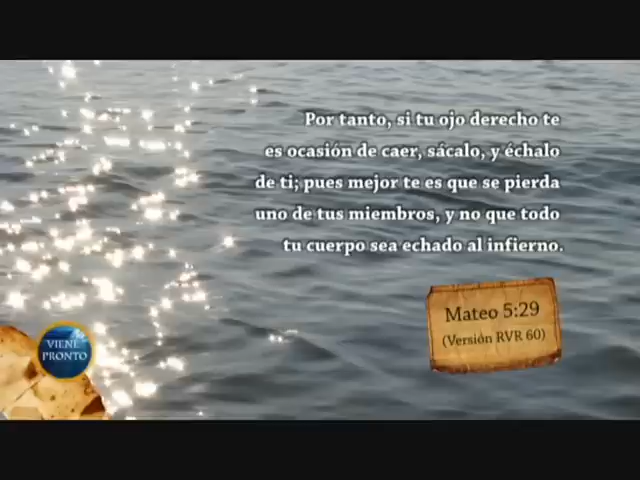 Por tanto, si tu ojo derecho te
es ocasión de caer, sácalo, y échalo
de ti; pues mejor te es que se pierda
uno de tus miembros, y no que todo
tu cuerpo sea echado al infierno.
Mateo 5:29
(Versión RVR 60)
VIENE
PRONTO